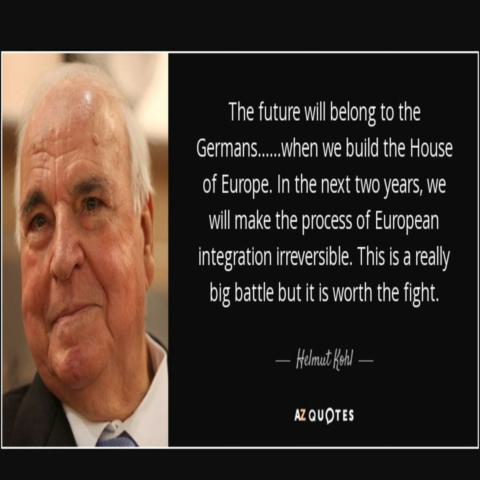 The future will belong to the
Germans......when we build the House
of Europe. In the next two years, we
will make the process of European
integration irreversible. This is a really
big battle but it is worth the fight.
— Helmut Kohl —
AZ QUOTES